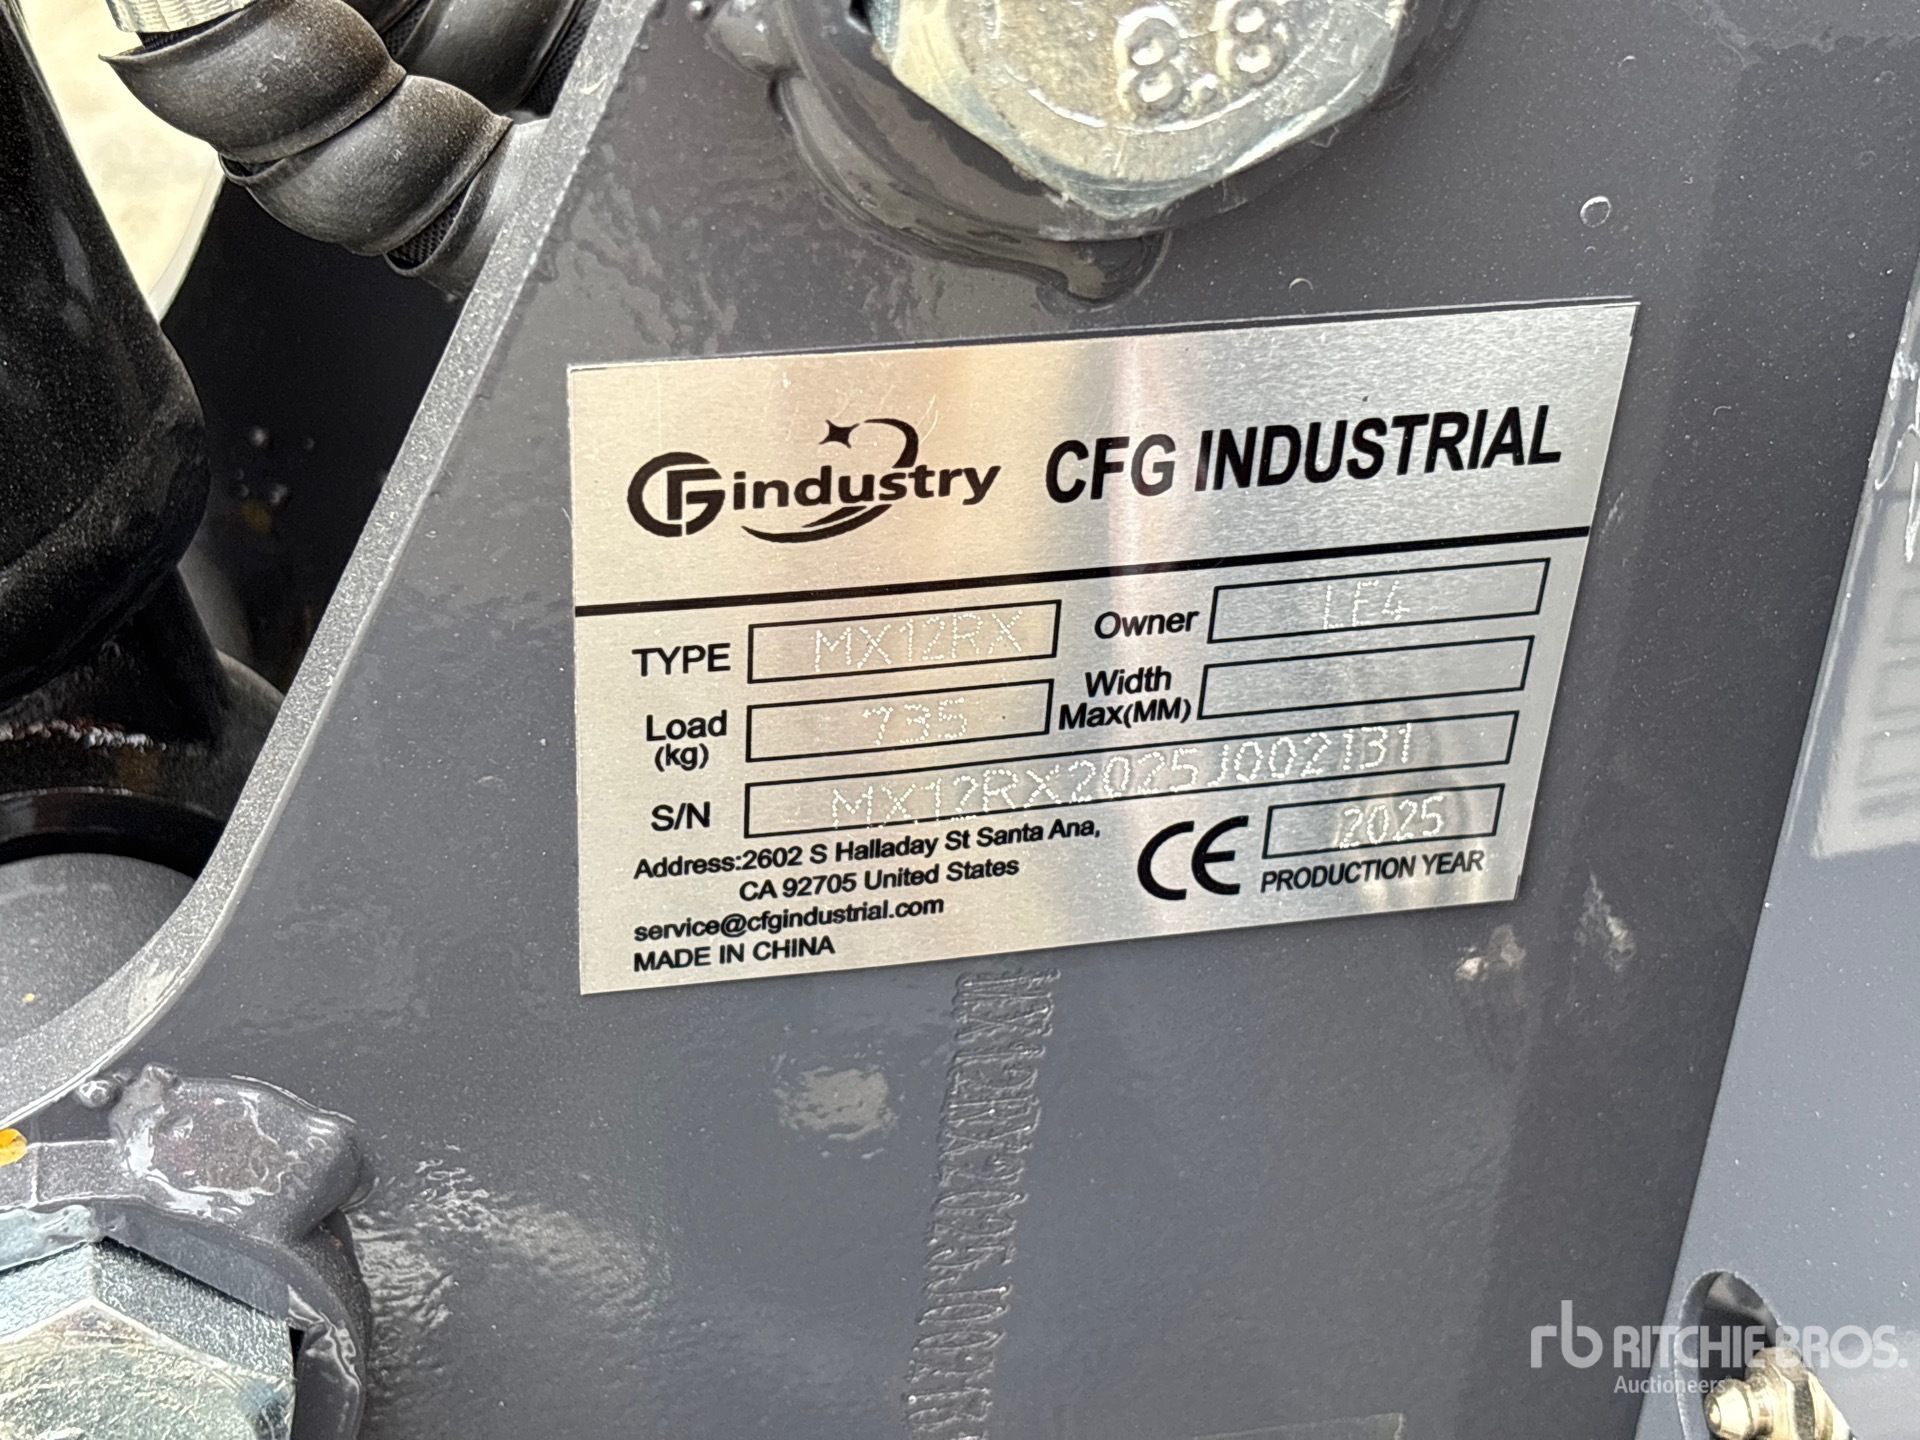 8.8
CFGindustry CFG INDUSTRIAL
TYPE MX12RX Owner LE4
Load (kg) 735 Width Max(MM)
S/N MX12RX2025J002131
Address:2602 S Halladay St Santa Ana,
CA 92705 United States
service@cfgindustrial.com
MADE IN CHINA
CE 2025
PRODUCTION YEAR
rb RITCHIE BROS.
Auctioneers